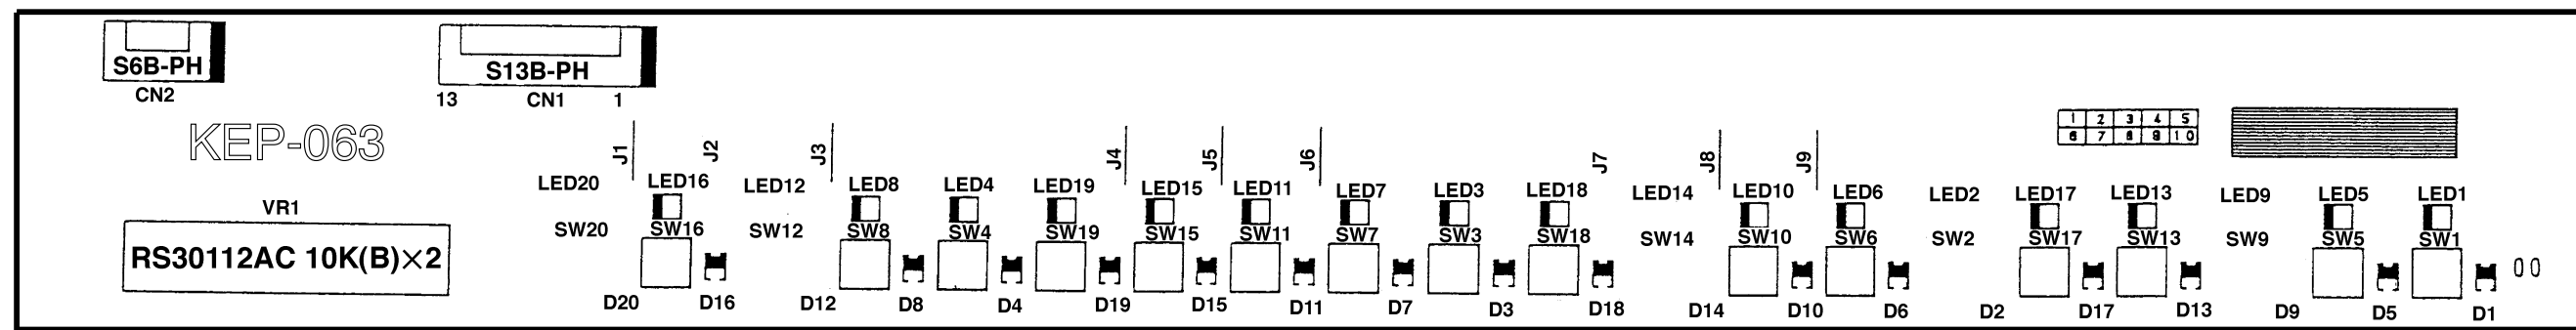 S6B-PH
CN2
S13B-PH
13 CN1 1
KEP-063
1 2 3 4 5
6 7 8 9 10
J1 J2 J3 J4 J5 J6 J7 J8 J9
LED20 LED16 LED12 LED8 LED4 LED19 LED15 LED11 LED7 LED3 LED18 LED14 LED10 LED6 LED2 LED17 LED13 LED9 LED5 LED1
VR1
SW20 SW16 SW12 SW8 SW4 SW19 SW15 SW11 SW7 SW3 SW18 SW14 SW10 SW6 SW2 SW17 SW13 SW9 SW5 SW1
RS30112AC 10K(B)×2
00
D20 D16 D12 D8 D4 D19 D15 D11 D7 D3 D18 D14 D10 D6 D2 D17 D13 D9 D5 D1